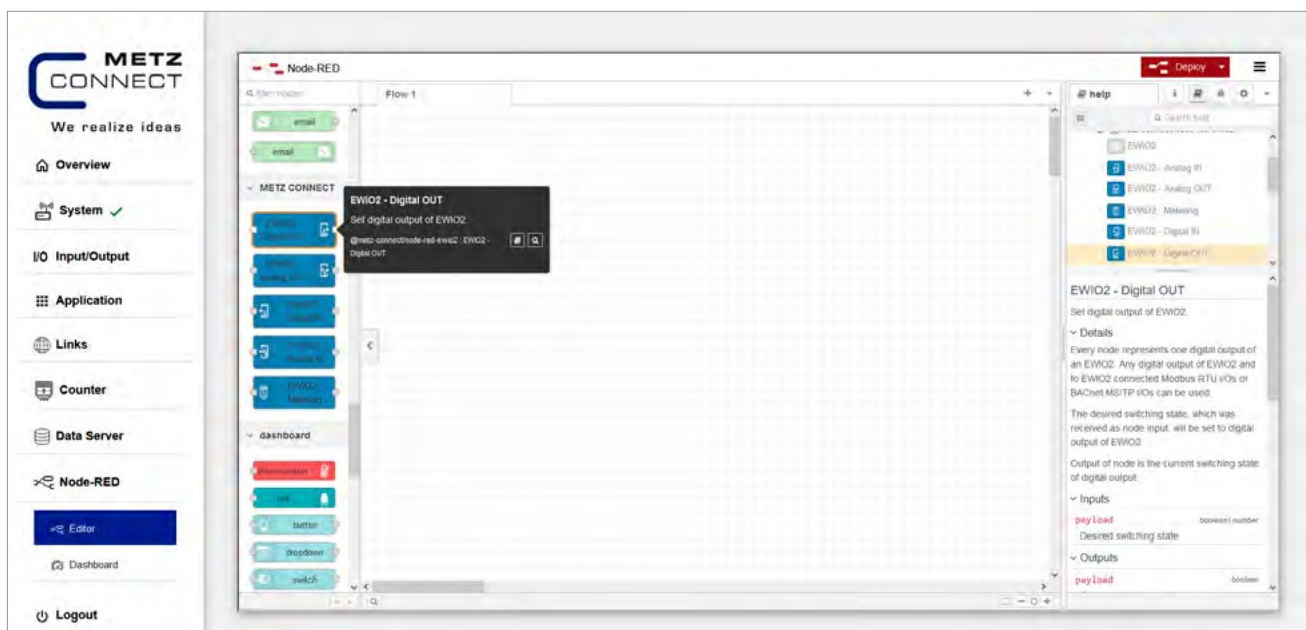 METZ
CONNECT
We realize ideas
Overview
System
I/O Input/Output
Application
Links
Counter
Data Server
Node-RED
Editor
Dashboard
Logout
Node-RED
Deploy
filter nodes
Flow 1
email
email
METZ CONNECT
EWIO2 - Digital OUT
Set digital output of EWIO2.
@metz-connect/node-red-ewio2 : EWIO2 -
Digital OUT
EWIO2
Metering
dashboard
thermometer
button
dropdown
switch
help
i
Search help
EWIO2
EWIO2 - Analog IN
EWIO2 - Analog OUT
EWIO2 - Metering
EWIO2 - Digital IN
EWIO2 - Digital OUT
EWIO2 - Digital OUT
Set digital output of EWIO2.
Details
Every node represents one digital output of
an EWIO2. Any digital output of EWIO2 and
to EWIO2 connected Modbus RTU I/Os or
BACnet MS/TP I/Os can be used.
The desired switching state, which was
received as node input, will be set to digital
output of EWIO2
Output of node is the current switching state
of digital output
Inputs
payload boolean | number
Desired switching state
Outputs
payload boolean